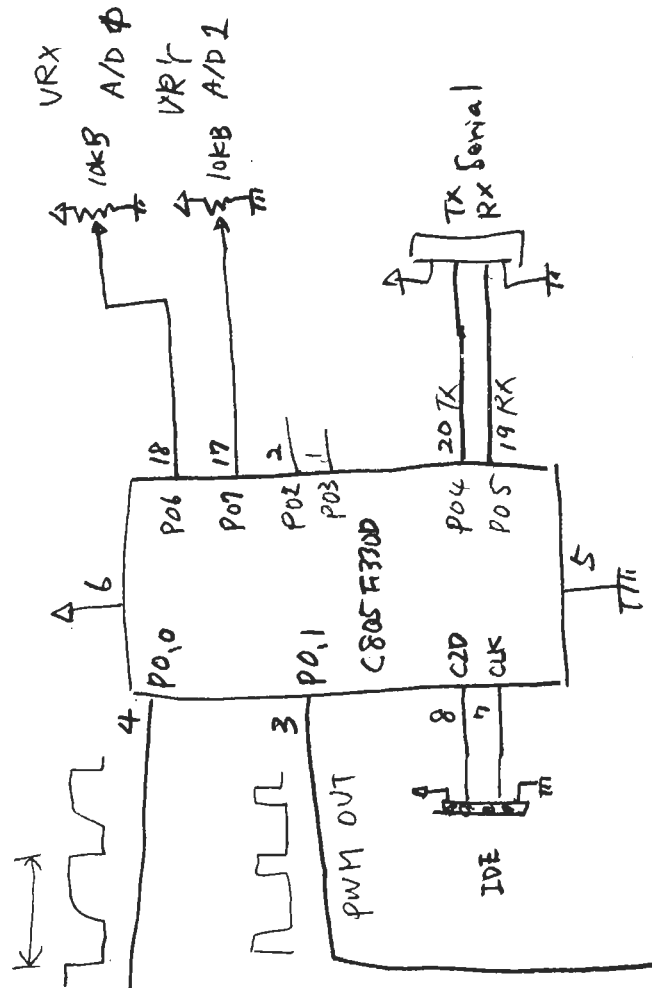 VRX
A/D 0
10KB
VRY
A/D 1
10KB
18
17
2
1
20 TX
19 RX
TX
RX Serial
P06
P07
P02
P03
P04
P05
6
C8051F330D
5
P0.0
P0.1
C2D
CLK
4
3
8
7
PWM OUT
IDE